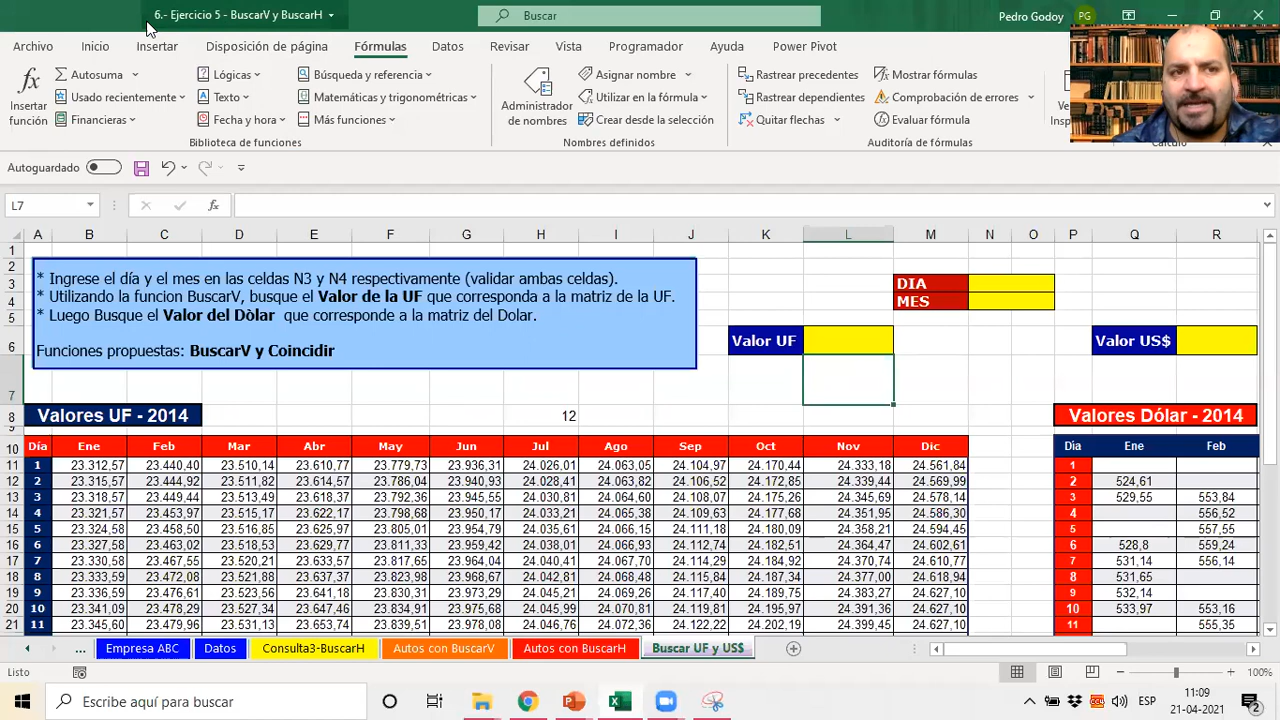 6.- Ejercicio 5 - BuscarV y BuscarH
Buscar
Pedro Godoy
PG
Archivo Inicio Insertar Disposición de página Fórmulas Datos Revisar Vista Programador Ayuda Power Pivot
Insertar función
Autosuma
Usado recientemente
Financieras
Lógicas
Texto
Fecha y hora
Búsqueda y referencia
Matemáticas y trigonométricas
Más funciones
Biblioteca de funciones
Administrador de nombres
Asignar nombre
Utilizar en la fórmula
Crear desde la selección
Nombres definidos
Rastrear precedentes
Rastrear dependientes
Quitar flechas
Mostrar fórmulas
Comprobación de errores
Evaluar fórmula
Auditoría de fórmulas
Autoguardado
L7
fx
A B C D E F G H I J K L M N O P Q R
* Ingrese el día y el mes en las celdas N3 y N4 respectivamente (validar ambas celdas).
* Utilizando la funcion BuscarV, busque el Valor de la UF que corresponda a la matriz de la UF.
* Luego Busque el Valor del Dòlar que corresponde a la matriz del Dolar.
Funciones propuestas: BuscarV y Coincidir
DIA
MES
Valor UF
Valor US$
Valores UF - 2014
12
Valores Dólar - 2014
Día Ene Feb Mar Abr May Jun Jul Ago Sep Oct Nov Dic Día Ene Feb
1 23.312,57 23.440,40 23.510,14 23.610,77 23.779,73 23.936,31 24.026,01 24.063,05 24.104,97 24.170,44 24.333,18 24.561,84 1
2 23.315,57 23.444,92 23.511,82 23.614,57 23.786,04 23.940,93 24.028,41 24.063,82 24.106,52 24.172,85 24.339,44 24.569,99 2 524,61
3 23.318,57 23.449,44 23.513,49 23.618,37 23.792,36 23.945,55 24.030,81 24.064,60 24.108,07 24.175,26 24.345,69 24.578,14 3 529,55 553,84
4 23.321,57 23.453,97 23.515,17 23.622,17 23.798,68 23.950,17 24.033,21 24.065,38 24.109,63 24.177,68 24.351,95 24.586,30 4 556,52
5 23.324,57 23.458,50 23.516,85 23.625,97 23.805,01 23.954,79 24.035,61 24.066,15 24.111,18 24.180,09 24.358,21 24.594,45 5 557,55
6 23.327,58 23.463,02 23.518,53 23.629,77 23.811,33 23.959,42 24.038,01 24.066,93 24.112,74 24.182,51 24.364,47 24.602,61 6 528,8 559,24
7 23.330,58 23.467,55 23.520,21 23.633,57 23.817,66 23.964,04 24.040,41 24.067,70 24.114,29 24.184,92 24.370,74 24.610,77 7 531,14 556,14
8 23.333,59 23.472,08 23.521,88 23.637,37 23.823,98 23.968,67 24.042,81 24.068,48 24.115,84 24.187,34 24.377,00 24.618,94 8 531,65
9 23.336,59 23.476,61 23.523,56 23.641,18 23.830,31 23.973,29 24.045,21 24.069,26 24.117,40 24.189,75 24.383,27 24.627,10 9 532,14
10 23.341,09 23.478,29 23.527,34 23.647,46 23.834,91 23.975,68 24.045,99 24.070,81 24.119,81 24.195,97 24.391,36 24.627,10 10 533,97 553,16
11 23.345,60 23.479,96 23.531,13 23.653,74 23.839,51 23.978,08 24.046,76 24.072,36 24.122,22 24.202,19 24.399,45 24.627,10 11 555,35
... Empresa ABC Datos Consulta3-BuscarH Autos con BuscarV Autos con BuscarH Buscar UF y US$
Listo
100%
Escribe aquí para buscar
ESP
11:09
21-04-2021
2